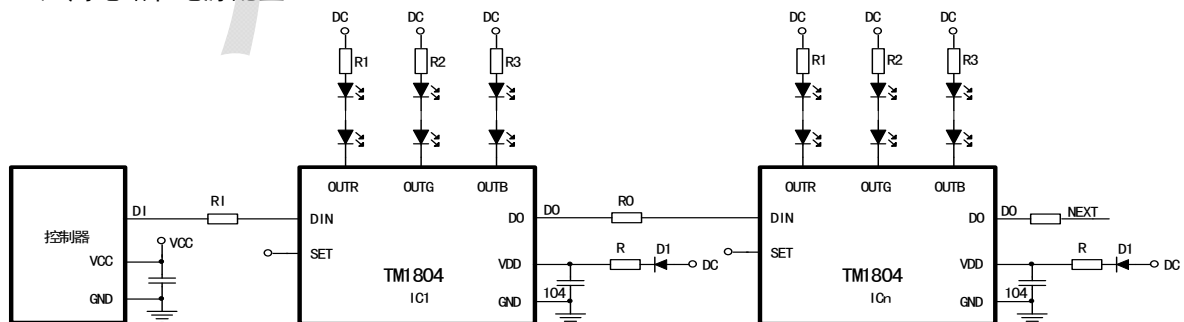 DC DC DC DC DC DC
R1 R2 R3 R1 R2 R3
OUTR OUTG OUTB OUTR OUTG OUTB
DI RI DIN DO DO RO DIN DO DO NEXT
控制器 VCC SET R D1 SET R D1
VCC TM1804 VDD DC TM1804 VDD DC
GND IC1 GND 104 ICn GND 104